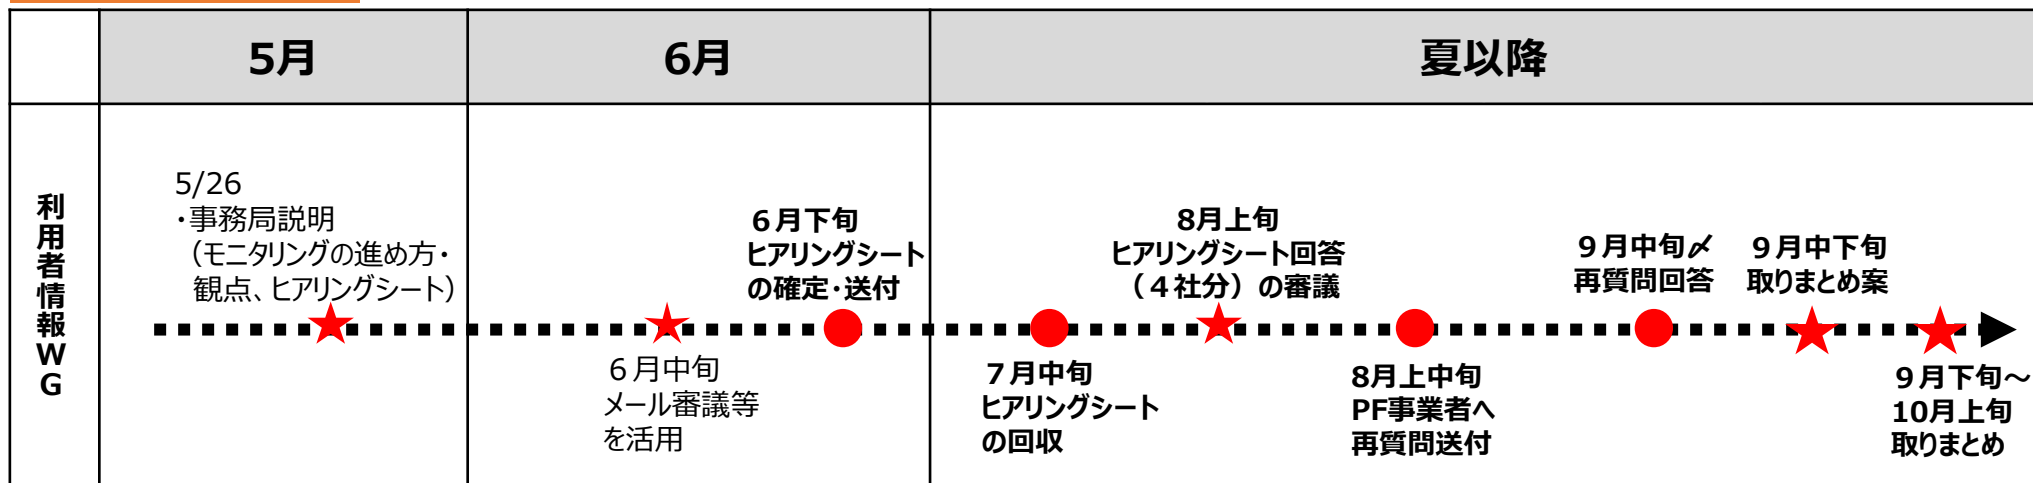 5月
6月
夏以降
利用者情報WG
5/26
・事務局説明
（モニタリングの進め方・
観点、ヒアリングシート）
６月中旬
メール審議等
を活用
６月下旬
ヒアリングシート
の確定・送付
７月中旬
ヒアリングシート
の回収
8月上旬
ヒアリングシート回答
（４社分）の審議
8月上中旬
PF事業者へ
再質問送付
９月中旬〆
再質問回答
９月中下旬
取りまとめ案
９月下旬～
10月上旬
取りまとめ